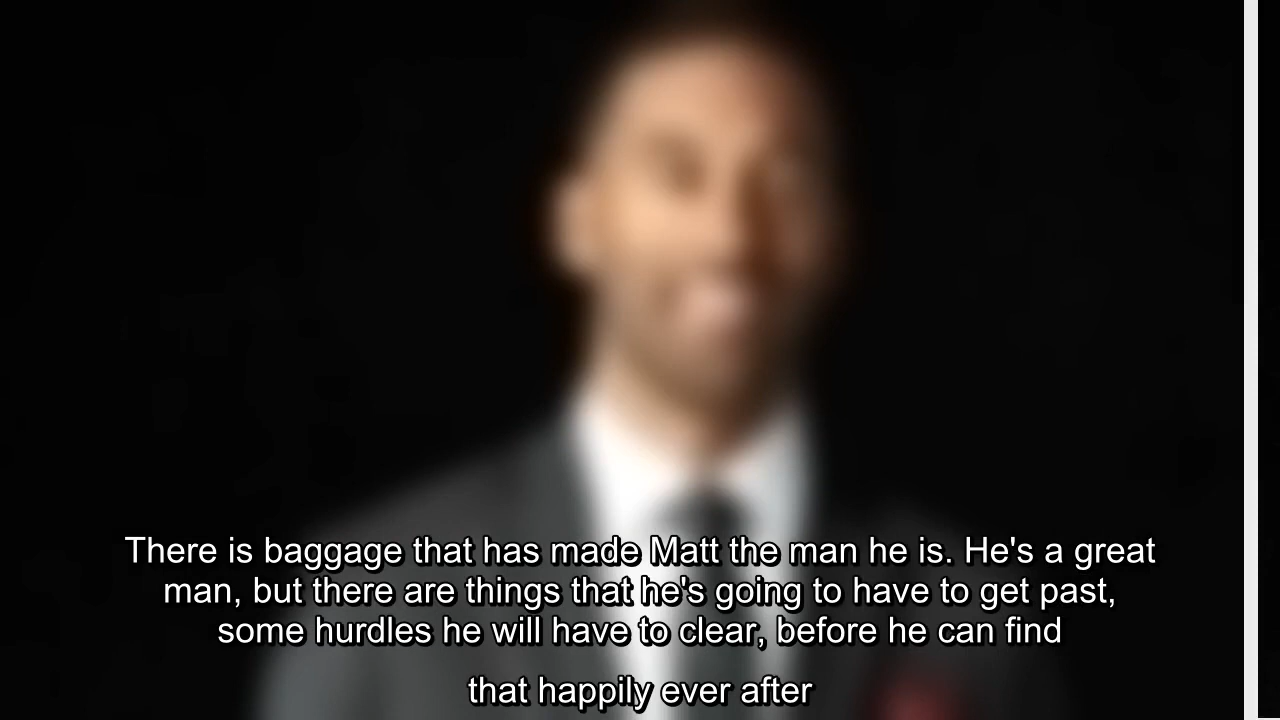 There is baggage that has made Matt the man he is. He's a great
man, but there are things that he's going to have to get past,
some hurdles he will have to clear, before he can find
that happily ever after